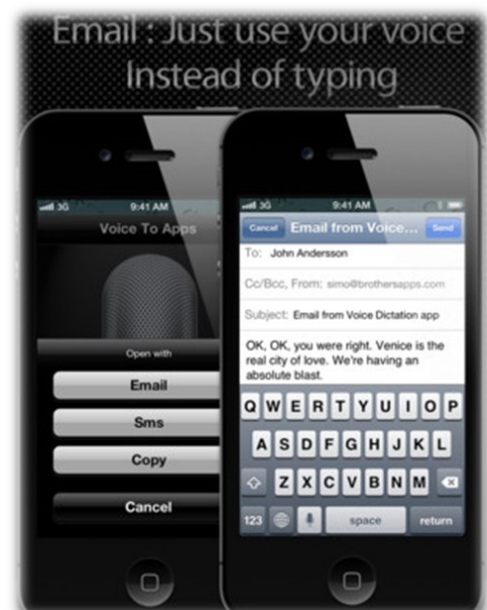 Email : Just use your voice
Instead of typing
3G 9:41 AM
Voice To Apps
Open with
Email
Sms
Copy
Cancel
3G 9:41 AM
Cancel Email from Voice... Send
To: John Andersson
Cc/Bcc, From: simo@brothersapps.com
Subject: Email from Voice Dictation app
OK, OK, you were right. Venice is the
real city of love. We're having an
absolute blast.
Q W E R T Y U I O P
A S D F G H J K L
Z X C V B N M
123 space return